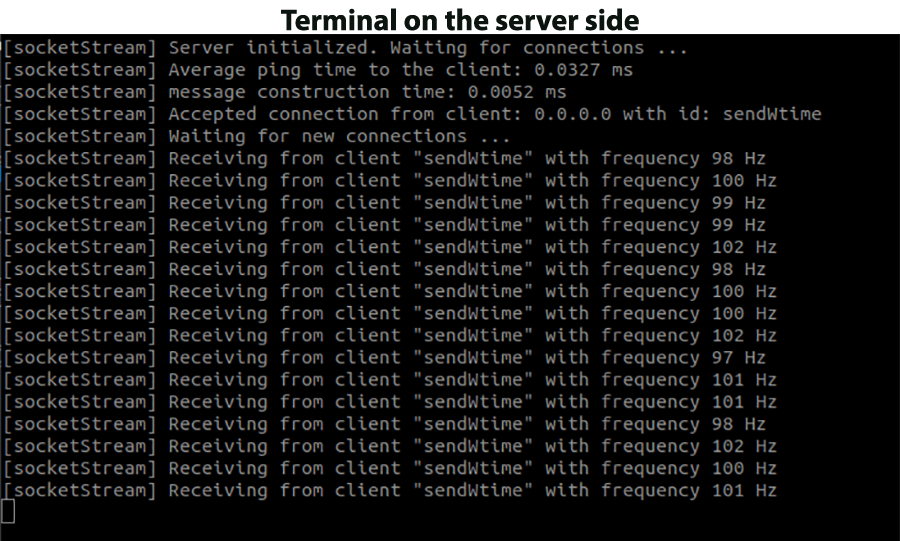 Terminal on the server side
[socketStream] Server initialized. Waiting for connections ...
[socketStream] Average ping time to the client: 0.0327 ms
[socketStream] message construction time: 0.0052 ms
[socketStream] Accepted connection from client: 0.0.0.0 with id: sendWtime
[socketStream] Waiting for new connections ...
[socketStream] Receiving from client "sendWtime" with frequency 98 Hz
[socketStream] Receiving from client "sendWtime" with frequency 100 Hz
[socketStream] Receiving from client "sendWtime" with frequency 99 Hz
[socketStream] Receiving from client "sendWtime" with frequency 99 Hz
[socketStream] Receiving from client "sendWtime" with frequency 102 Hz
[socketStream] Receiving from client "sendWtime" with frequency 98 Hz
[socketStream] Receiving from client "sendWtime" with frequency 100 Hz
[socketStream] Receiving from client "sendWtime" with frequency 100 Hz
[socketStream] Receiving from client "sendWtime" with frequency 102 Hz
[socketStream] Receiving from client "sendWtime" with frequency 97 Hz
[socketStream] Receiving from client "sendWtime" with frequency 101 Hz
[socketStream] Receiving from client "sendWtime" with frequency 101 Hz
[socketStream] Receiving from client "sendWtime" with frequency 98 Hz
[socketStream] Receiving from client "sendWtime" with frequency 102 Hz
[socketStream] Receiving from client "sendWtime" with frequency 100 Hz
[socketStream] Receiving from client "sendWtime" with frequency 101 Hz